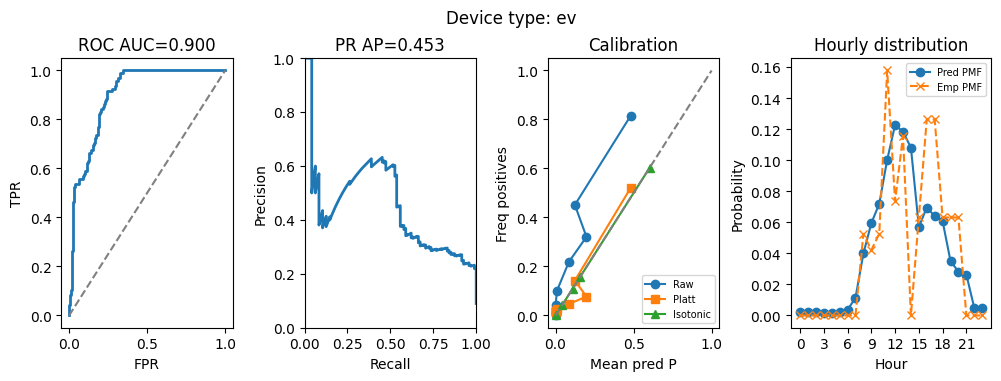 Device type: ev
ROC AUC=0.900
1.0
0.8
0.6
0.4
0.2
0.0
TPR
0.0
0.5
1.0
FPR
PR AP=0.453
1.0
0.8
0.6
0.4
0.2
0.0
Precision
0.00
0.25
0.50
0.75
1.00
Recall
Calibration
1.0
0.8
0.6
0.4
0.2
0.0
Freq positives
Raw
Platt
Isotonic
0.0
0.5
1.0
Mean pred P
Hourly distribution
0.16
0.14
0.12
0.10
0.08
0.06
0.04
0.02
0.00
Probability
Pred PMF
Emp PMF
0
3
6
9
12
15
18
21
Hour